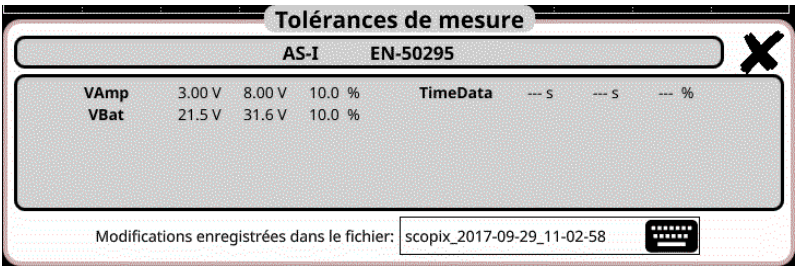 Tolérances de mesure
AS-I EN-50295
VAmp 3.00 V 8.00 V 10.0 % TimeData --- s --- s --- %
VBat 21.5 V 31.6 V 10.0 %
Modifications enregistrées dans le fichier: scopix_2017-09-29_11-02-58